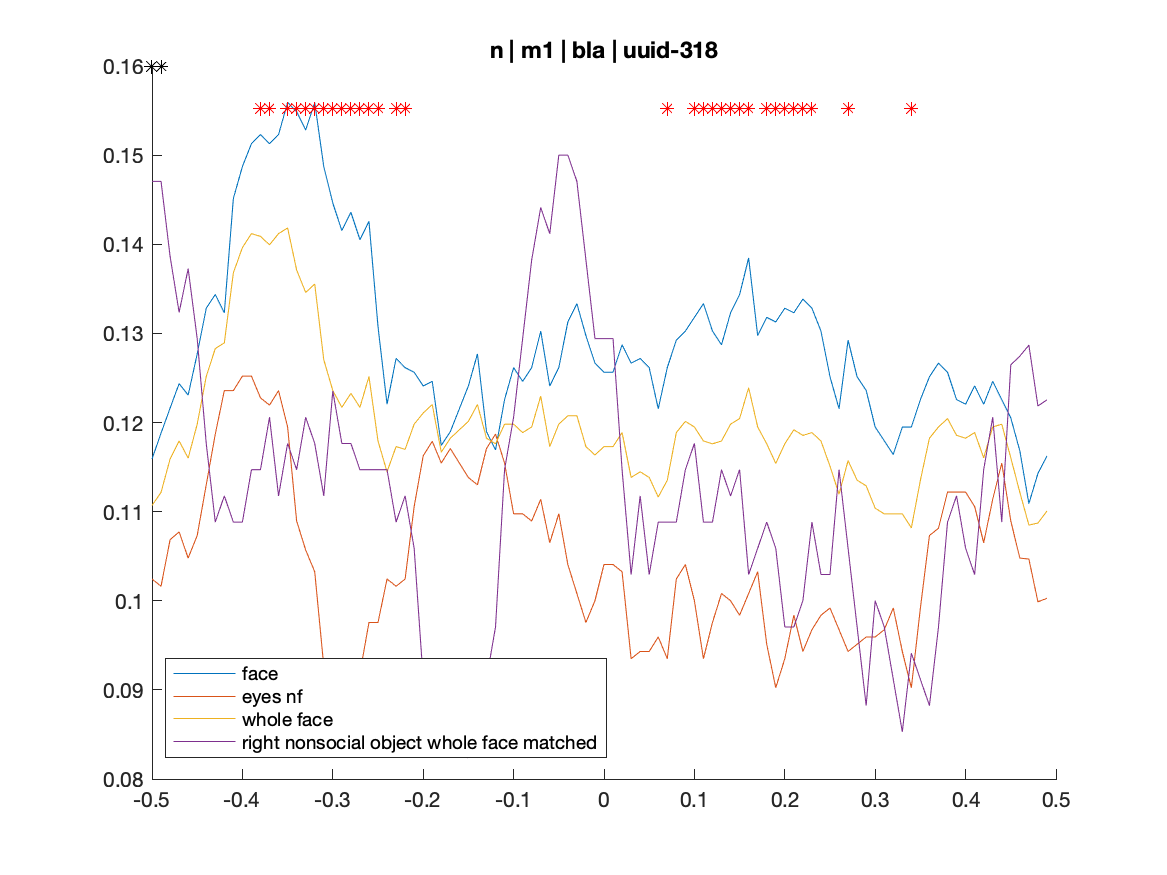 n | m1 | bla | uuid-318
0.16
0.15
0.14
0.13
0.12
0.11
0.1
0.09
0.08
face
eyes nf
whole face
right nonsocial object whole face matched
-0.5 -0.4 -0.3 -0.2 -0.1 0 0.1 0.2 0.3 0.4 0.5